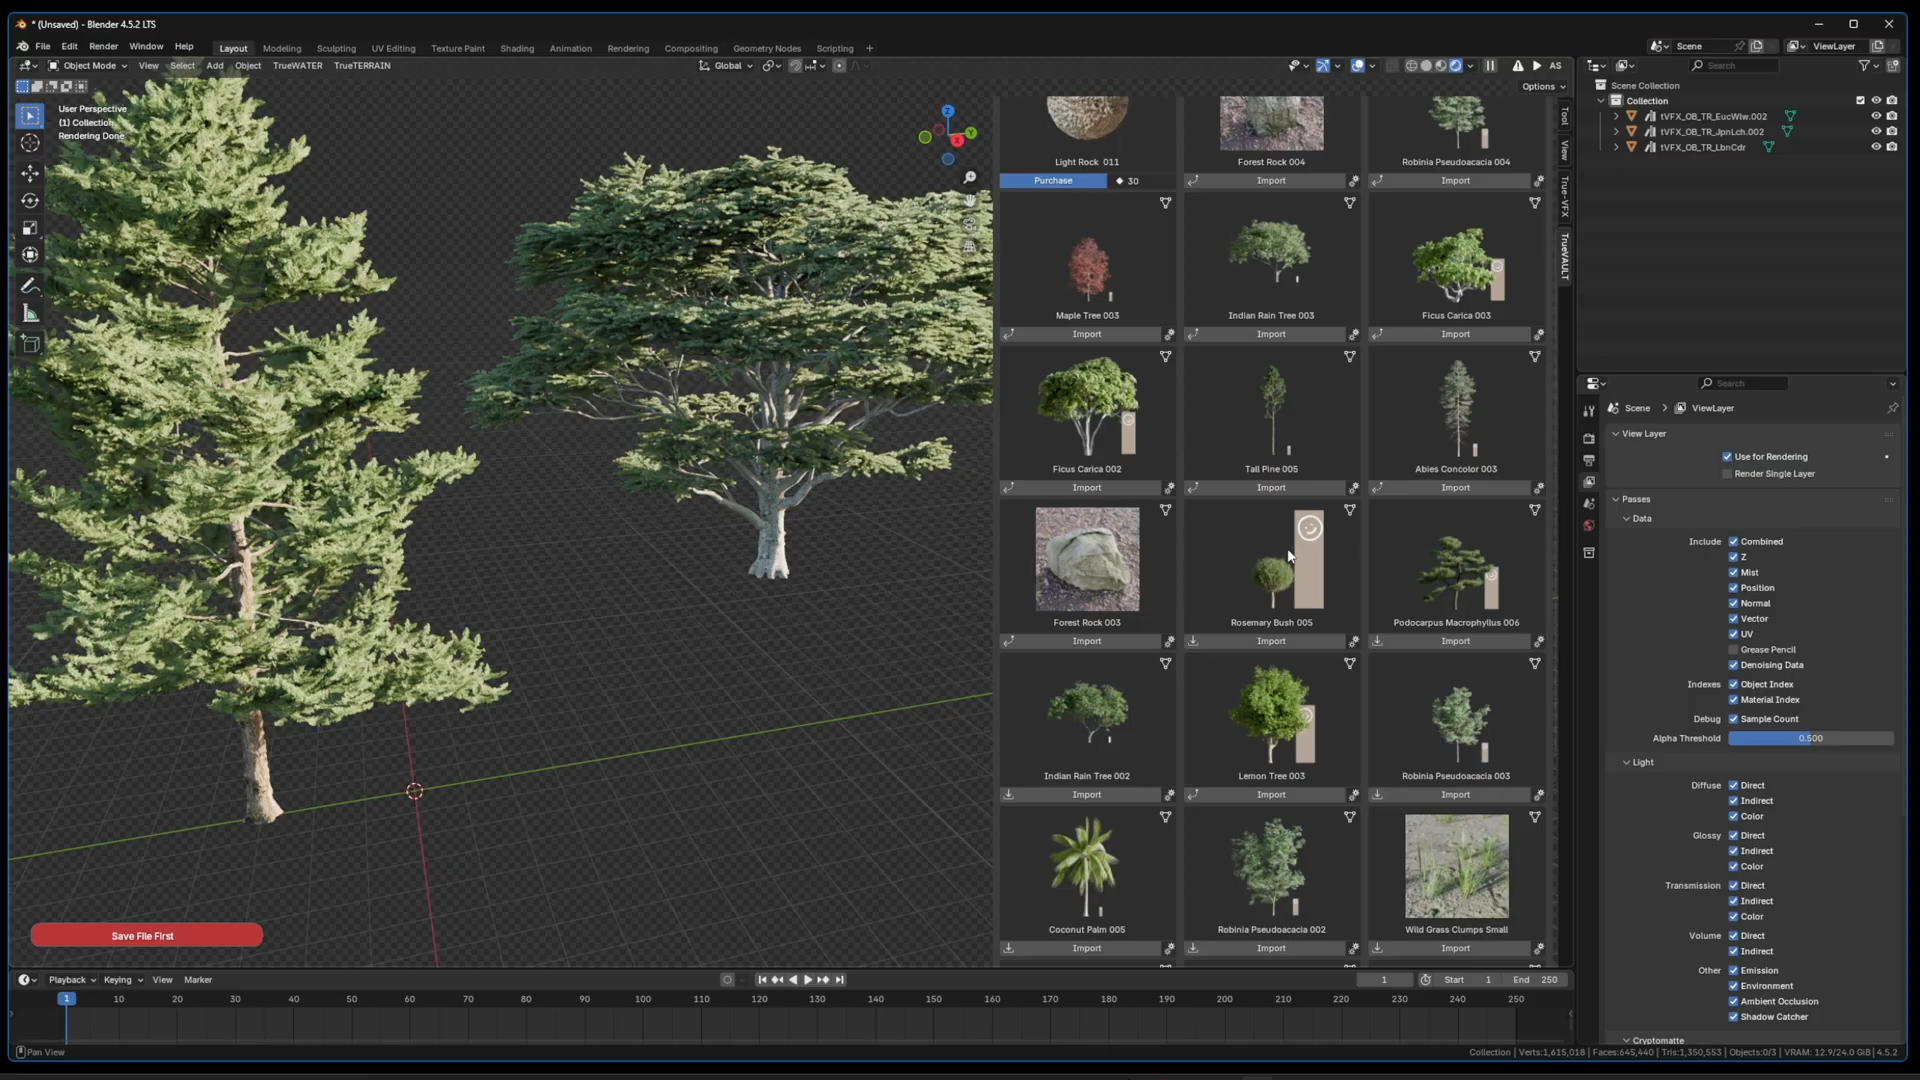 * (Unsaved) - Blender 4.5.2 LTS
File Edit Render Window Help Layout Modeling Sculpting UV Editing Texture Paint Shading Animation Rendering Compositing Geometry Nodes Scripting + Scene ViewLayer
Object Mode View Select Add Object TrueWATER TrueTERRAIN Global AS Search
Options
User Perspective
(1) Collection
Rendering Done
Z
Y
X
Tool
View
True-VFX
TrueVAULT
Light Rock 011 Forest Rock 004 Robinia Pseudoacacia 004
Purchase 30 Import Import
Maple Tree 003 Indian Rain Tree 003 Ficus Carica 003
Import Import Import
Ficus Carica 002 Tall Pine 005 Abies Concolor 003
Import Import Import
Forest Rock 003 Rosemary Bush 005 Podocarpus Macrophyllus 006
Import Import Import
Indian Rain Tree 002 Lemon Tree 003 Robinia Pseudoacacia 003
Import Import Import
Coconut Palm 005 Robinia Pseudoacacia 002 Wild Grass Clumps Small
Import Import Import
Save File First
Scene Collection
Collection
tVFX_OB_TR_EucWlw.002
tVFX_OB_TR_JpnLch.002
tVFX_OB_TR_LbnCdr
Search
Scene ViewLayer
View Layer
Use for Rendering
Render Single Layer
Passes
Data
Include Combined
Z
Mist
Position
Normal
Vector
UV
Grease Pencil
Denoising Data
Indexes Object Index
Material Index
Debug Sample Count
Alpha Threshold 0.500
Light
Diffuse Direct
Indirect
Color
Glossy Direct
Indirect
Color
Transmission Direct
Indirect
Color
Volume Direct
Indirect
Other Emission
Environment
Ambient Occlusion
Shadow Catcher
Cryptomatte
Playback Keying View Marker 1 Start 1 End 250
1 10 20 30 40 50 60 70 80 90 100 110 120 130 140 150 160 170 180 190 200 210 220 230 240 250
Pan View
Collection | Verts:1,615,018 | Faces:645,440 | Tris:1,350,553 | Objects:0/3 | VRAM: 12.9/24.0 GiB | 4.5.2